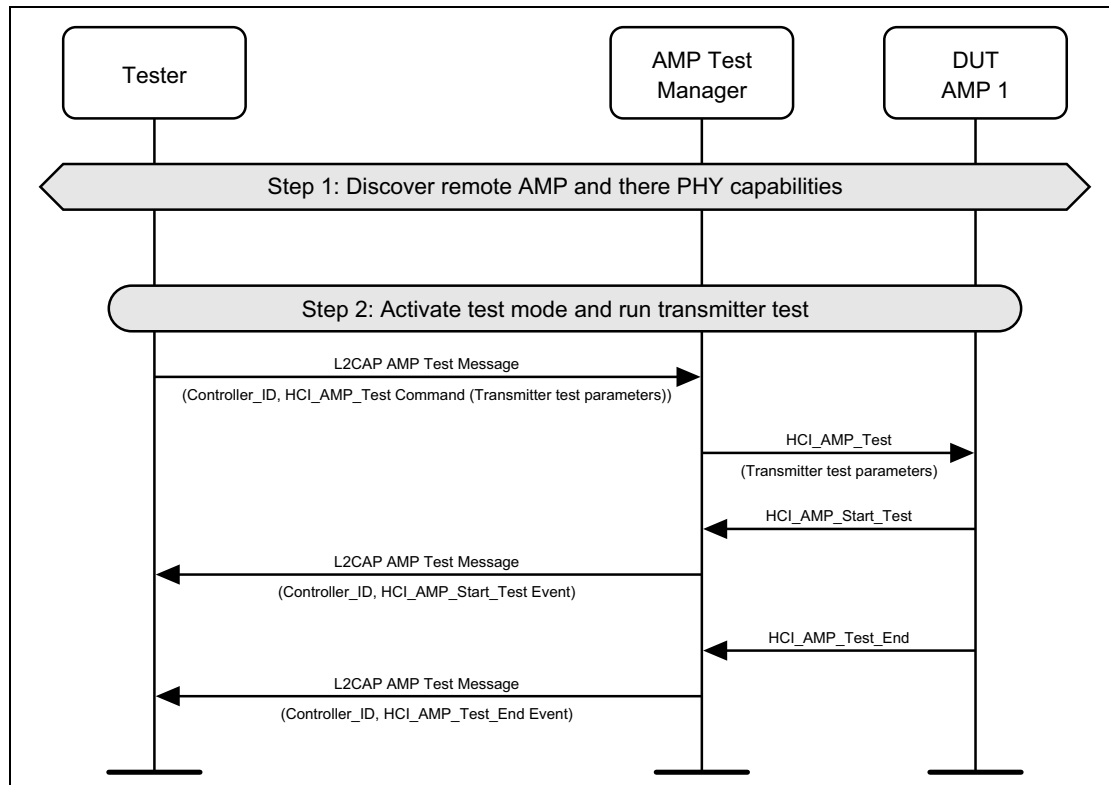 Tester
AMP Test
Manager
DUT
AMP 1
Step 1: Discover remote AMP and there PHY capabilities
Step 2: Activate test mode and run transmitter test
L2CAP AMP Test Message
(Controller_ID, HCI_AMP_Test Command (Transmitter test parameters))
HCI_AMP_Test
(Transmitter test parameters)
HCI_AMP_Start_Test
L2CAP AMP Test Message
(Controller_ID, HCI_AMP_Start_Test Event)
HCI_AMP_Test_End
L2CAP AMP Test Message
(Controller_ID, HCI_AMP_Test_End Event)